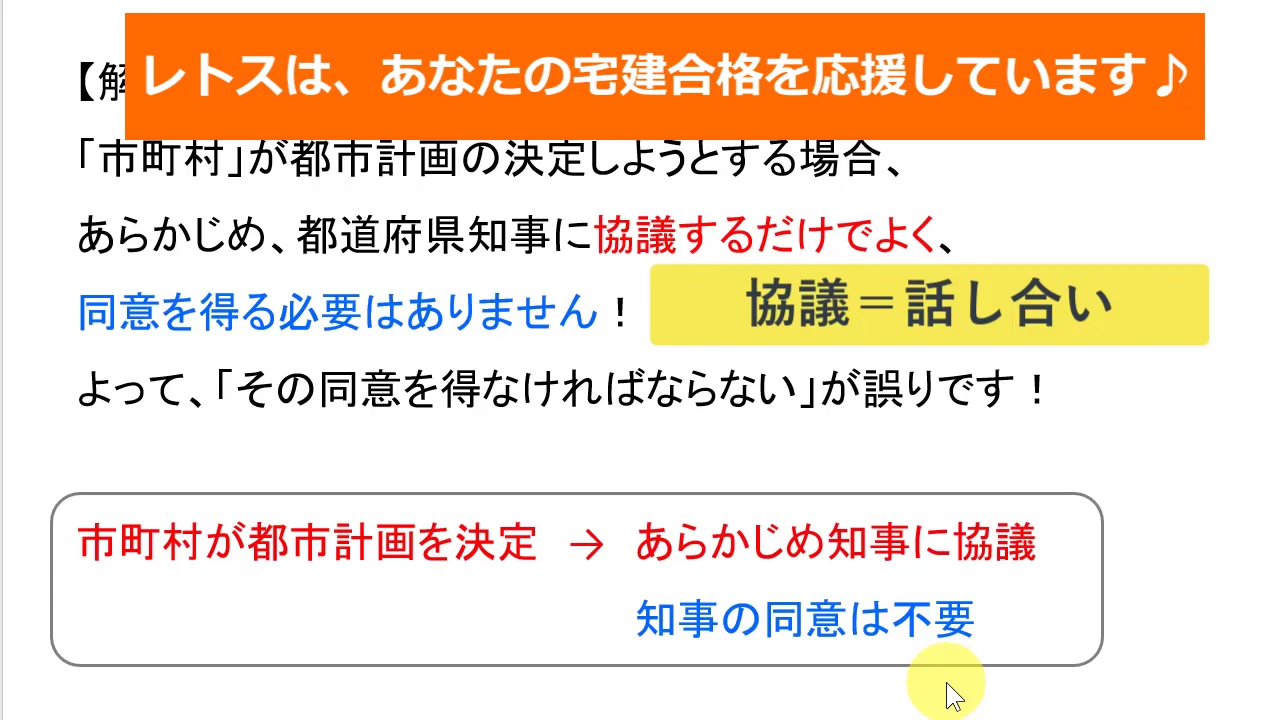 レトスは、あなたの宅建合格を応援しています♪
【解
「市町村」が都市計画の決定しようとする場合、
あらかじめ、都道府県知事に協議するだけでよく、
同意を得る必要はありません！
協議＝話し合い
よって、「その同意を得なければならない」が誤りです！
市町村が都市計画を決定 → あらかじめ知事に協議
知事の同意は不要